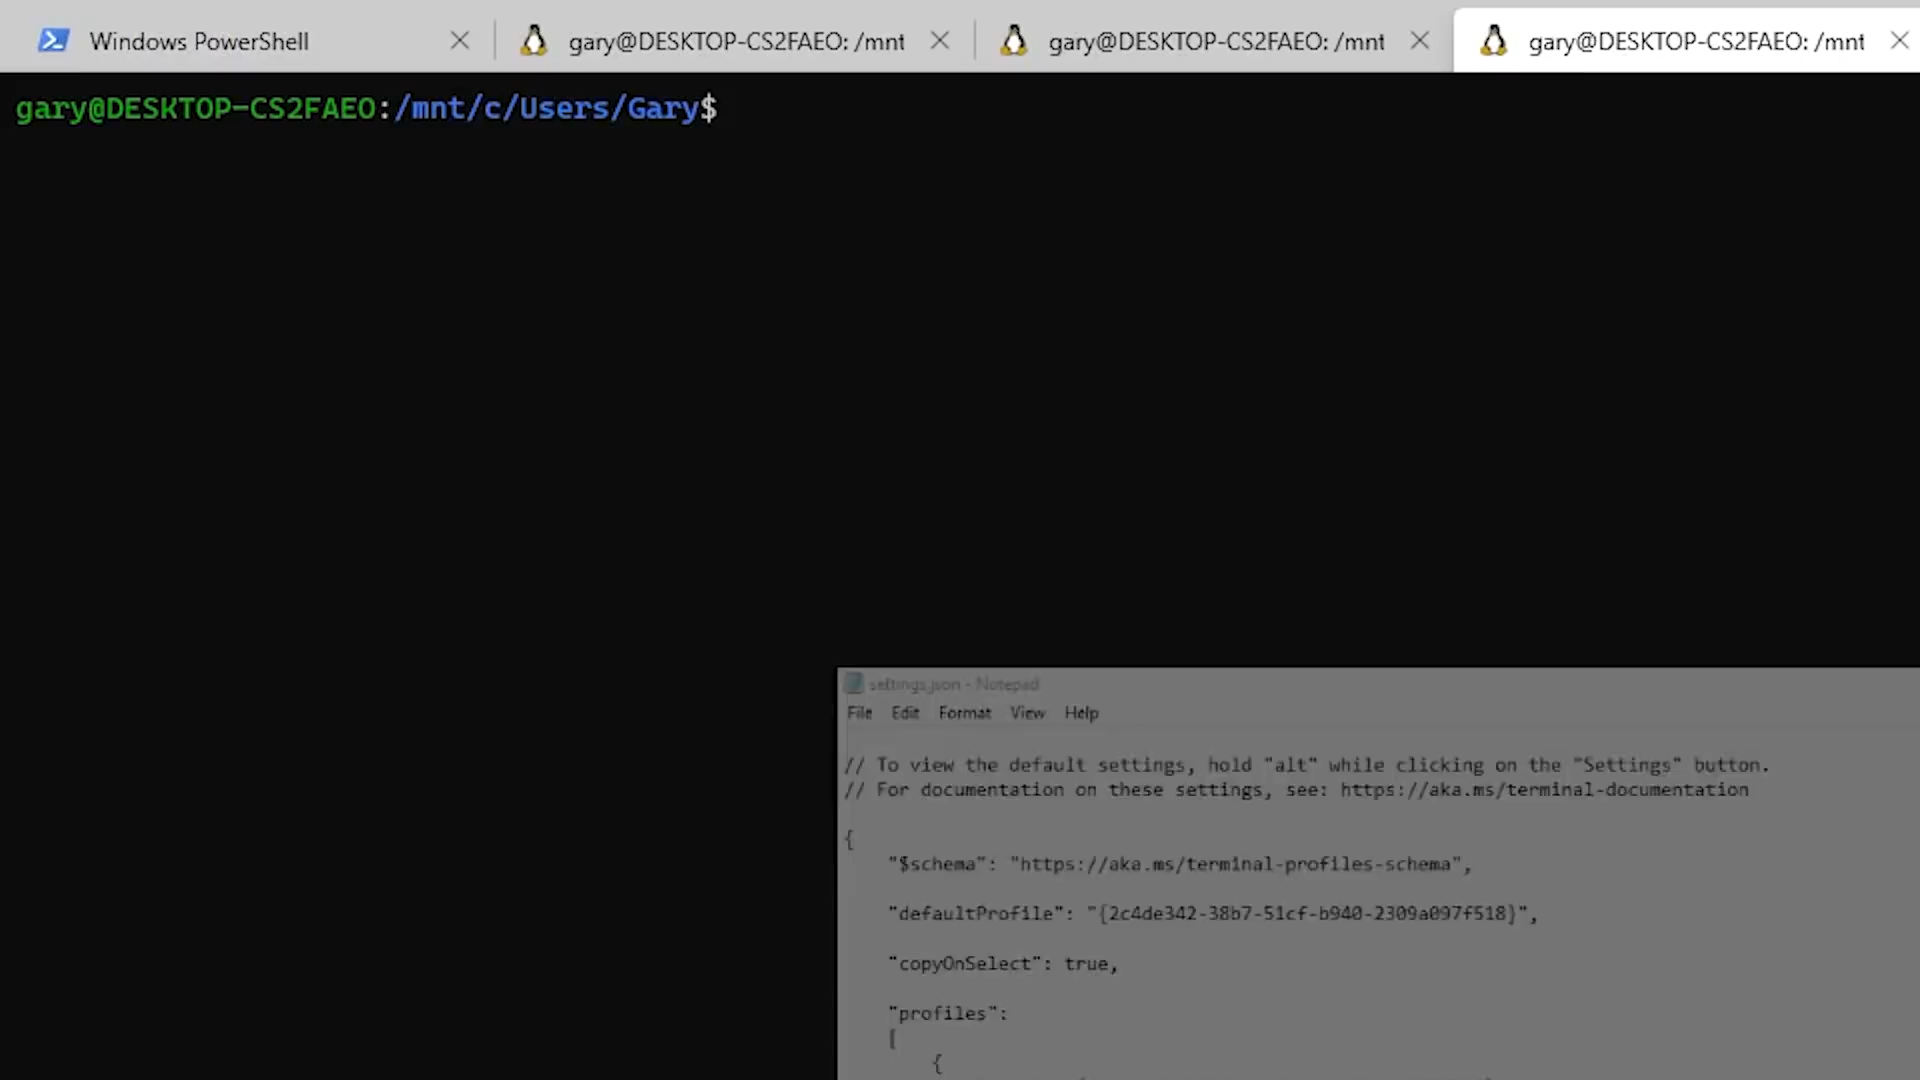 Windows PowerShell
gary@DESKTOP-CS2FAEO: /mnt
gary@DESKTOP-CS2FAEO: /mnt
gary@DESKTOP-CS2FAEO: /mnt
gary@DESKTOP-CS2FAEO:/mnt/c/Users/Gary$
settings.json - Notepad
File Edit Format View Help
// To view the default settings, hold "alt" while clicking on the "Settings" button.
// For documentation on these settings, see: https://aka.ms/terminal-documentation
{
"$schema": "https://aka.ms/terminal-profiles-schema",
"defaultProfile": "{2c4de342-38b7-51cf-b940-2309a097f518}",
"copyOnSelect": true,
"profiles":
[
{